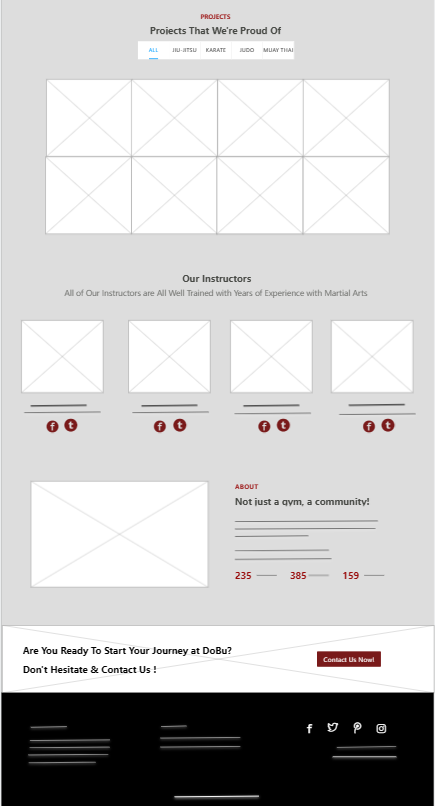 PROJECTS
Projects That We're Proud Of
ALL JIU-JITSU KARATE JUDO MUAY THAI
Our Instructors
All of Our Instructors are All Well Trained with Years of Experience with Martial Arts
ABOUT
Not just a gym, a community!
235 385 159
Are You Ready To Start Your Journey at DoBu?
Don't Hesitate & Contact Us !
Contact Us Now!